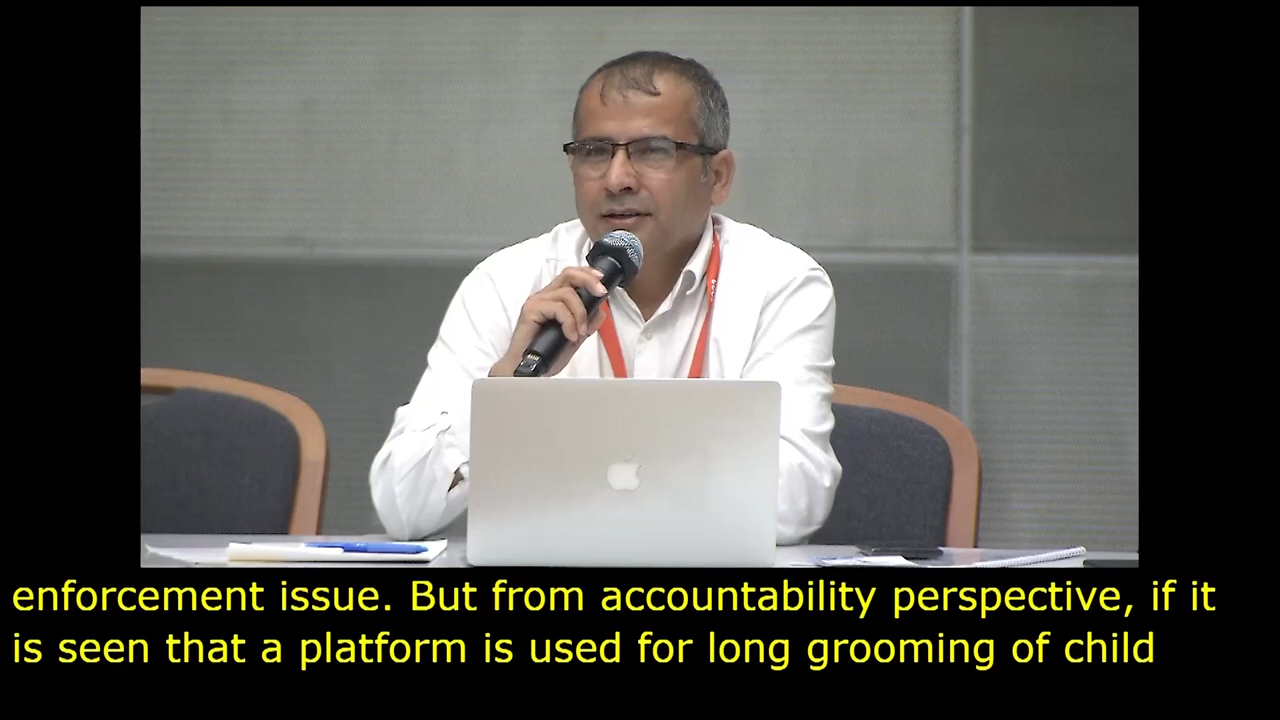 enforcement issue. But from accountability perspective, if it
is seen that a platform is used for long grooming of child